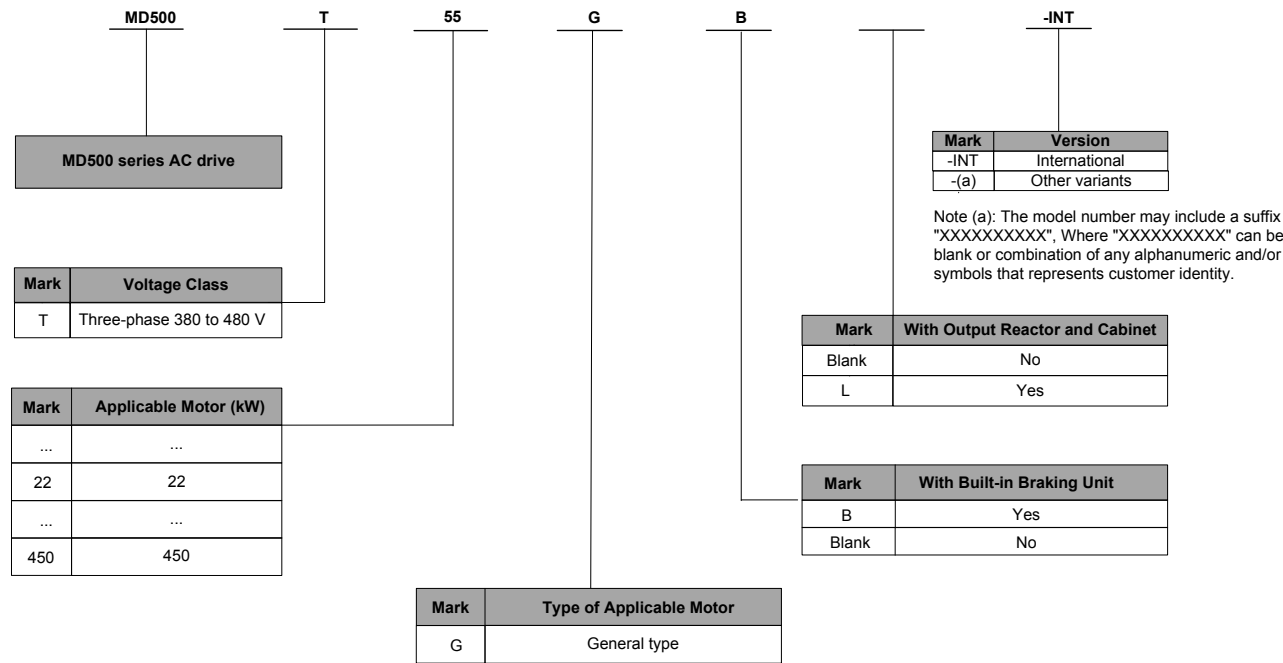 MD500 T 55 G B -INT
MD500 series AC drive
Mark Version
-INT International
-(a) Other variants
Note (a): The model number may include a suffix
"XXXXXXXXXX", Where "XXXXXXXXXX" can be
blank or combination of any alphanumeric and/or
symbols that represents customer identity.
Mark Voltage Class
T Three-phase 380 to 480 V
Mark With Output Reactor and Cabinet
Blank No
L Yes
Mark Applicable Motor (kW)
... ...
22 22
... ...
450 450
Mark With Built-in Braking Unit
B Yes
Blank No
Mark Type of Applicable Motor
G General type